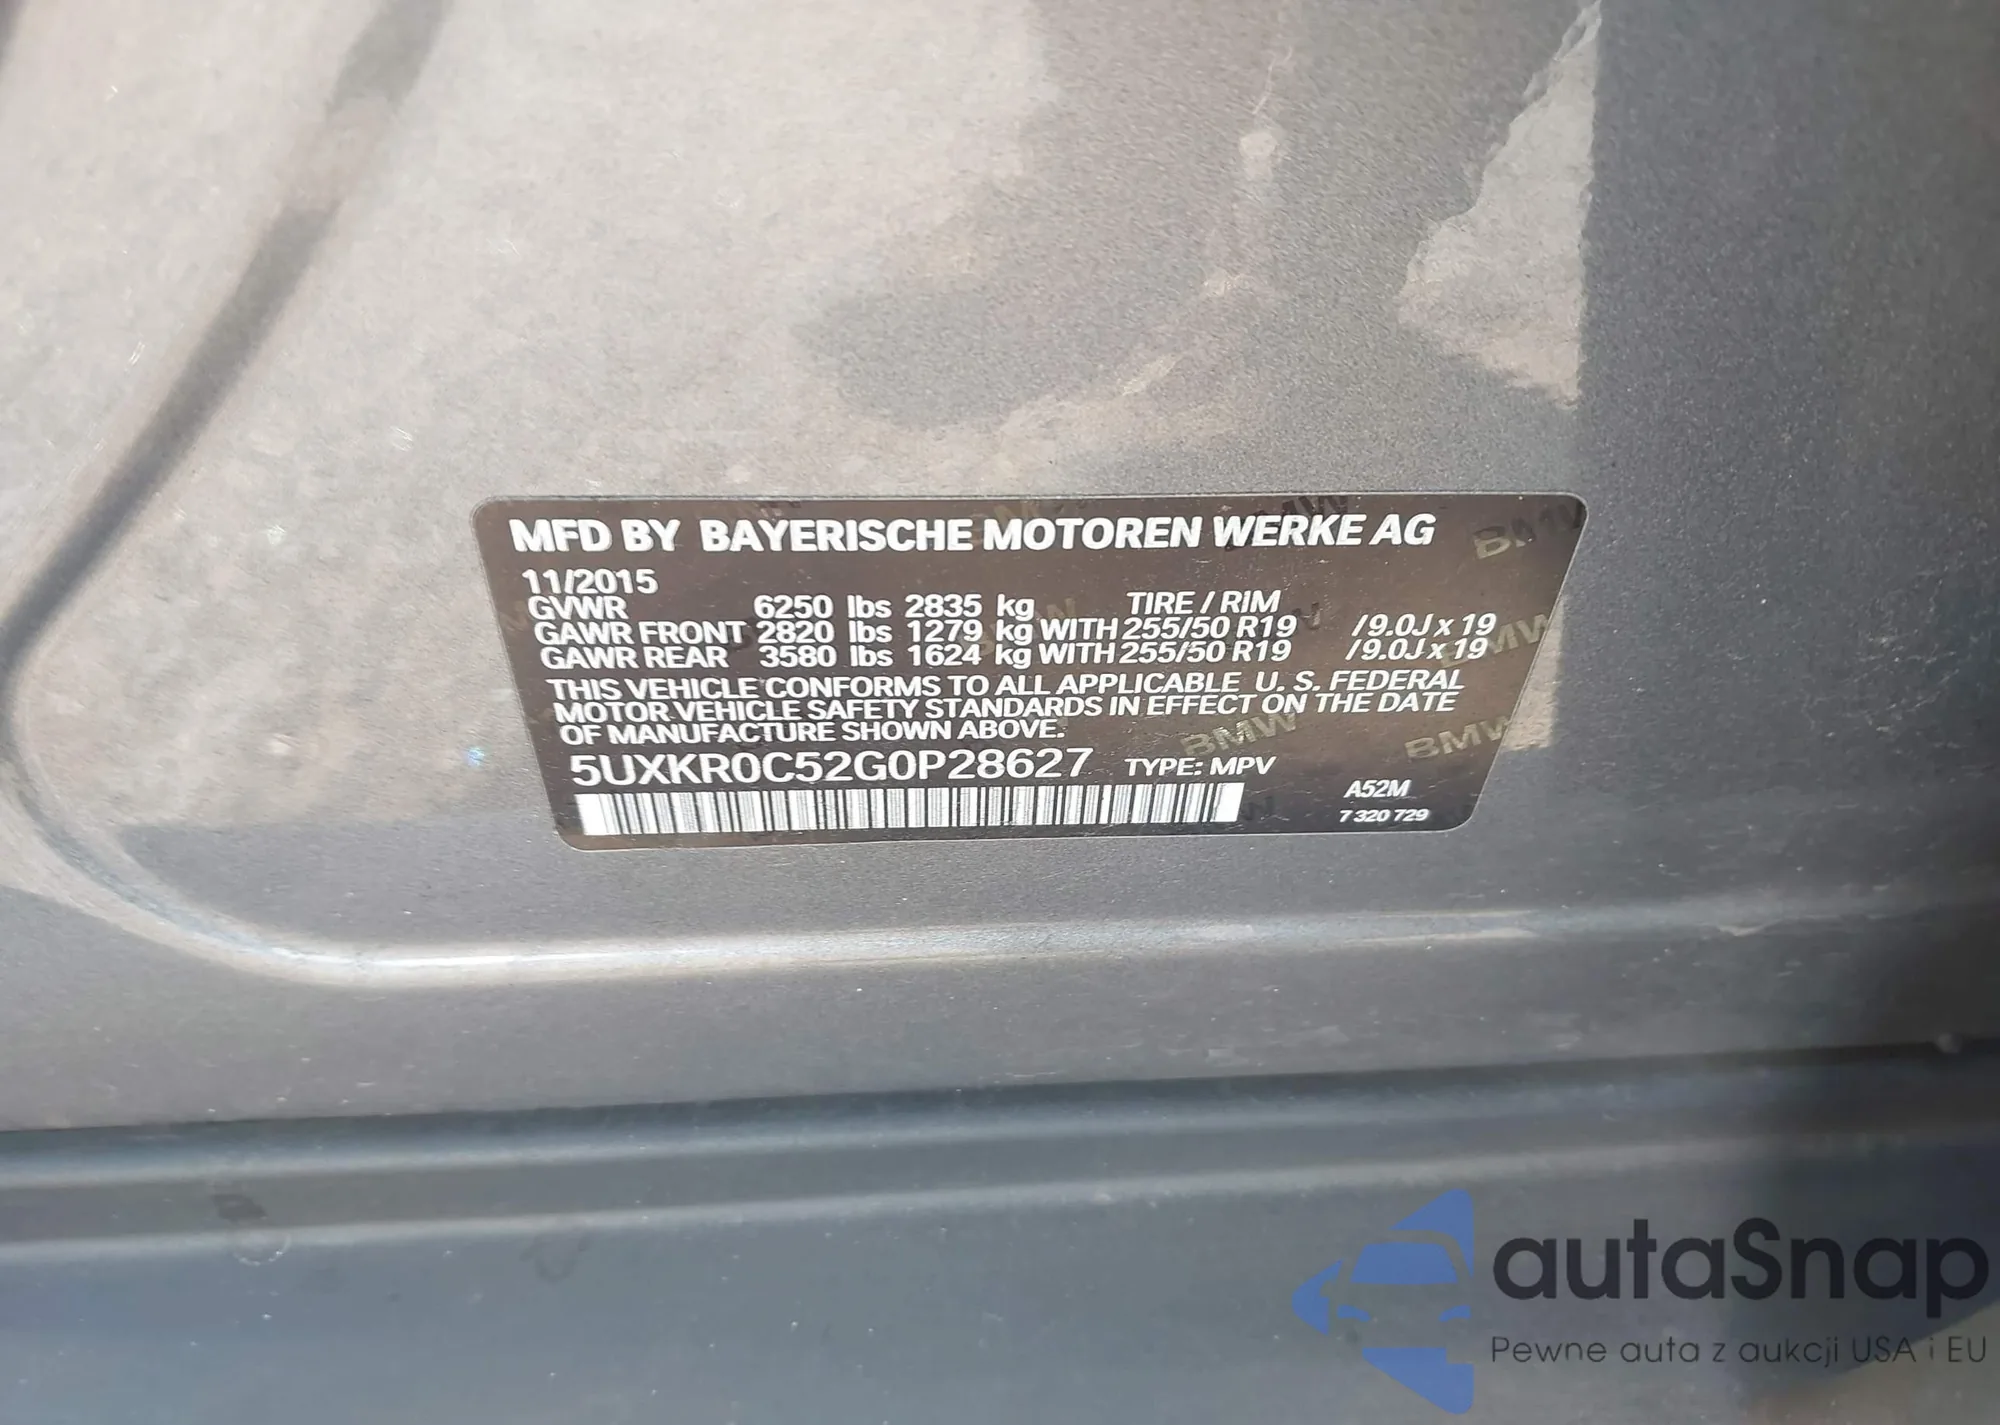 MFD BY BAYERISCHE MOTOREN WERKE AG
11/2015
GVWR 6250 lbs 2835 kg TIRE / RIM
GAWR FRONT 2820 lbs 1279 kg WITH 255/50 R19 /9.0J x 19
GAWR REAR 3580 lbs 1624 kg WITH 255/50 R19 /9.0J x 19
THIS VEHICLE CONFORMS TO ALL APPLICABLE U. S. FEDERAL
MOTOR VEHICLE SAFETY STANDARDS IN EFFECT ON THE DATE
OF MANUFACTURE SHOWN ABOVE.
5UXKR0C52G0P28627 TYPE: MPV
A52M
7 320 729
autaSnap
Pewne auta z aukcji USA i EU